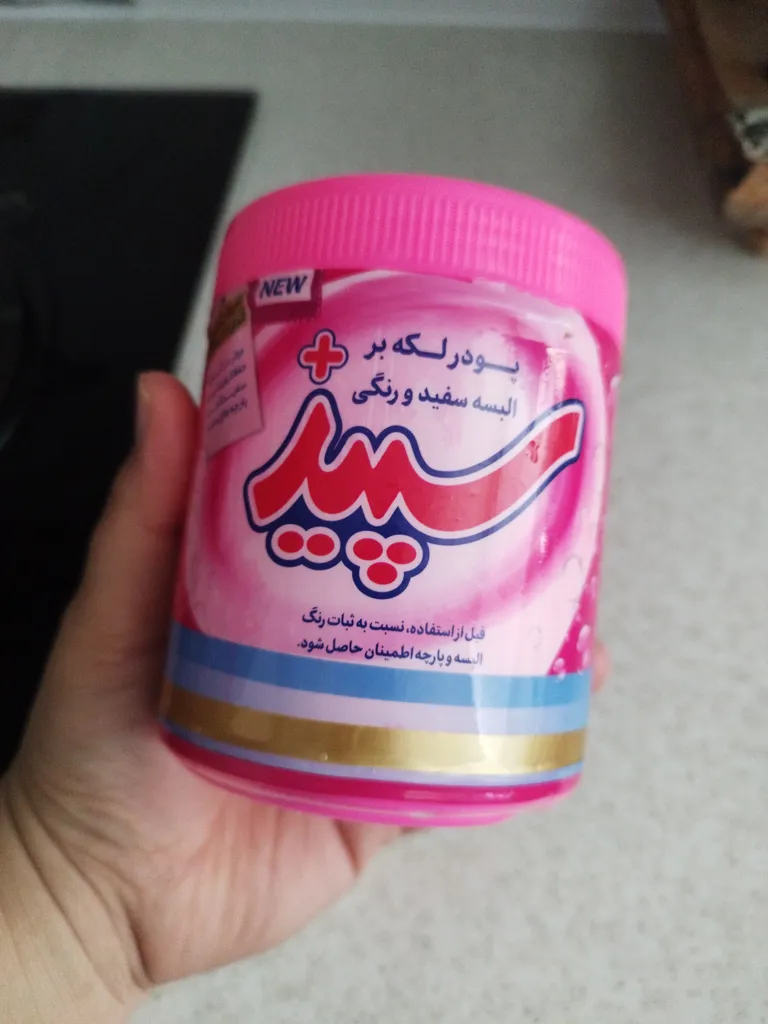 NEW
پودر لکه بر
البسه سفید و رنگی
سپید
قبل از استفاده، نسبت به ثبات رنگ
البسه و پارچه اطمینان حاصل شود.